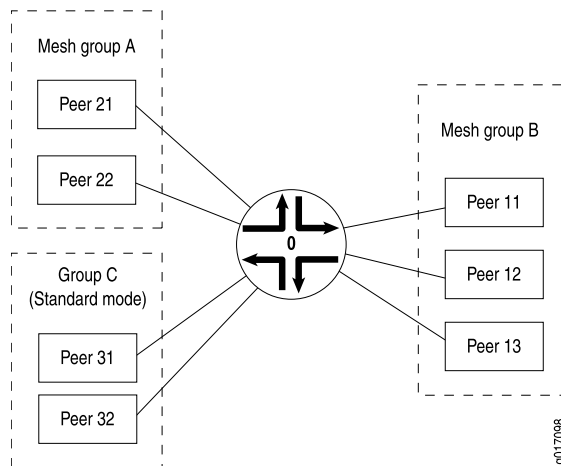 Mesh group A
Peer 21
Peer 22
Mesh group B
Peer 11
Peer 12
Peer 13
0
Group C
(Standard mode)
Peer 31
Peer 32
g017098